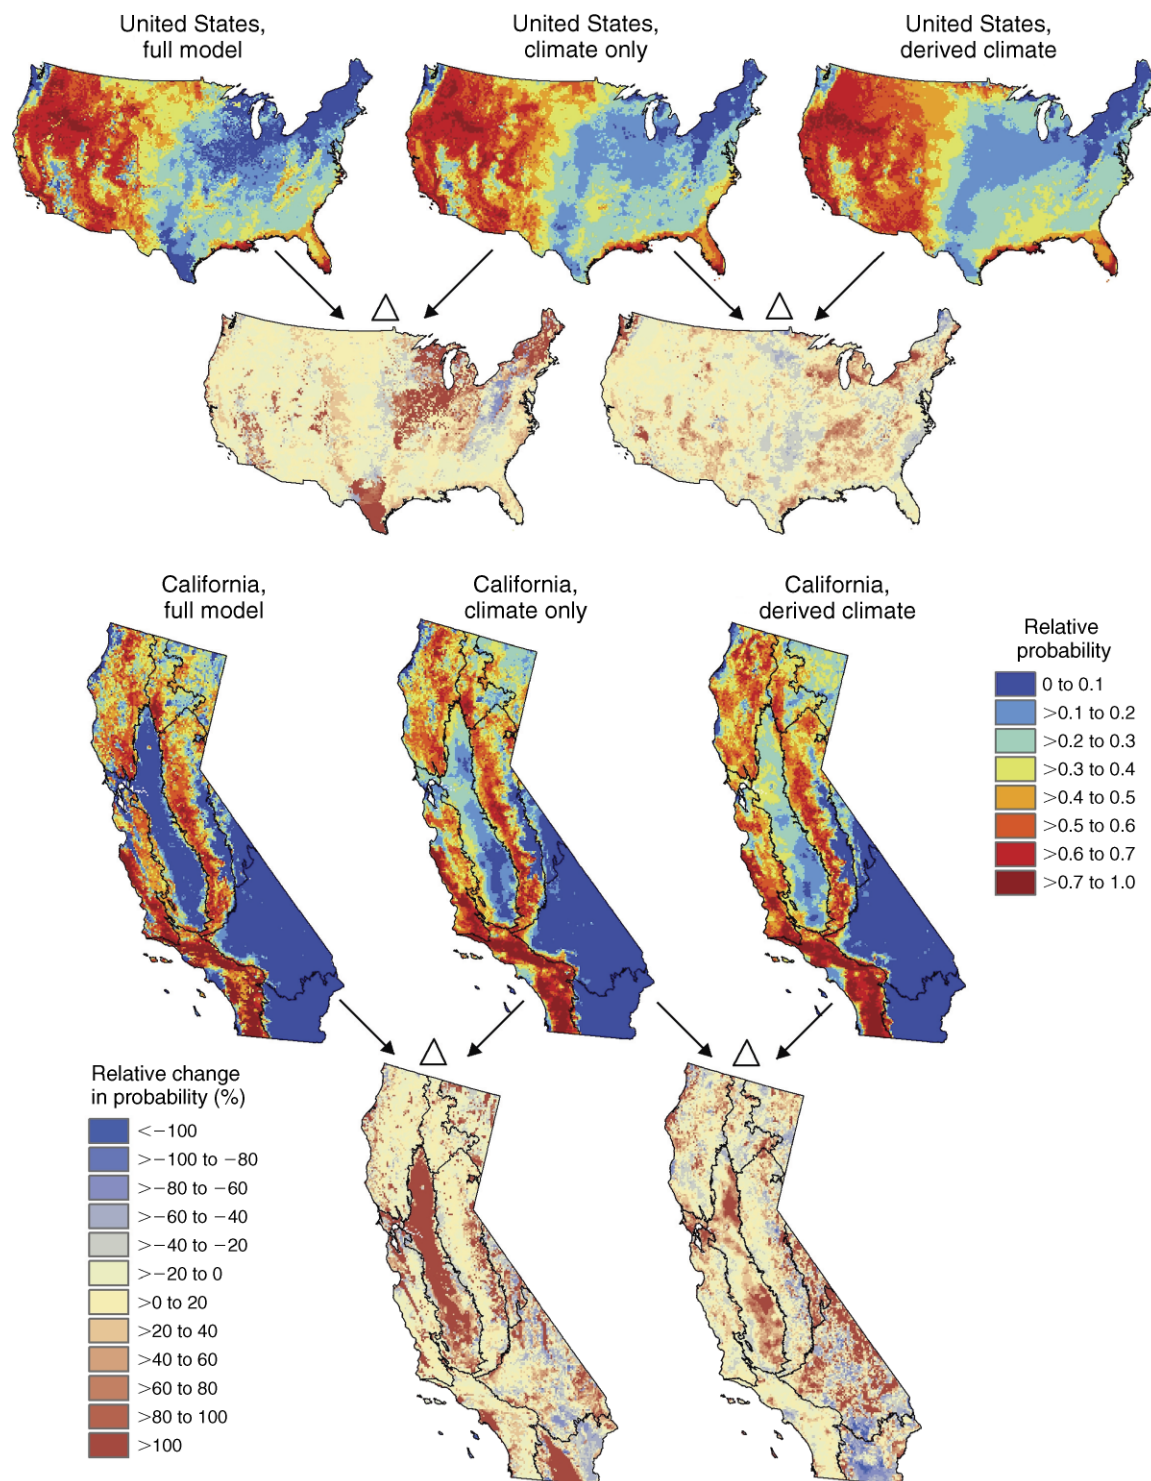 United States,
full model
United States,
climate only
United States,
derived climate
△
△
California,
full model
California,
climate only
California,
derived climate
Relative
probability
0 to 0.1
>0.1 to 0.2
>0.2 to 0.3
>0.3 to 0.4
>0.4 to 0.5
>0.5 to 0.6
>0.6 to 0.7
>0.7 to 1.0
△
△
Relative change
in probability (%)
<−100
>−100 to −80
>−80 to −60
>−60 to −40
>−40 to −20
>−20 to 0
>0 to 20
>20 to 40
>40 to 60
>60 to 80
>80 to 100
>100